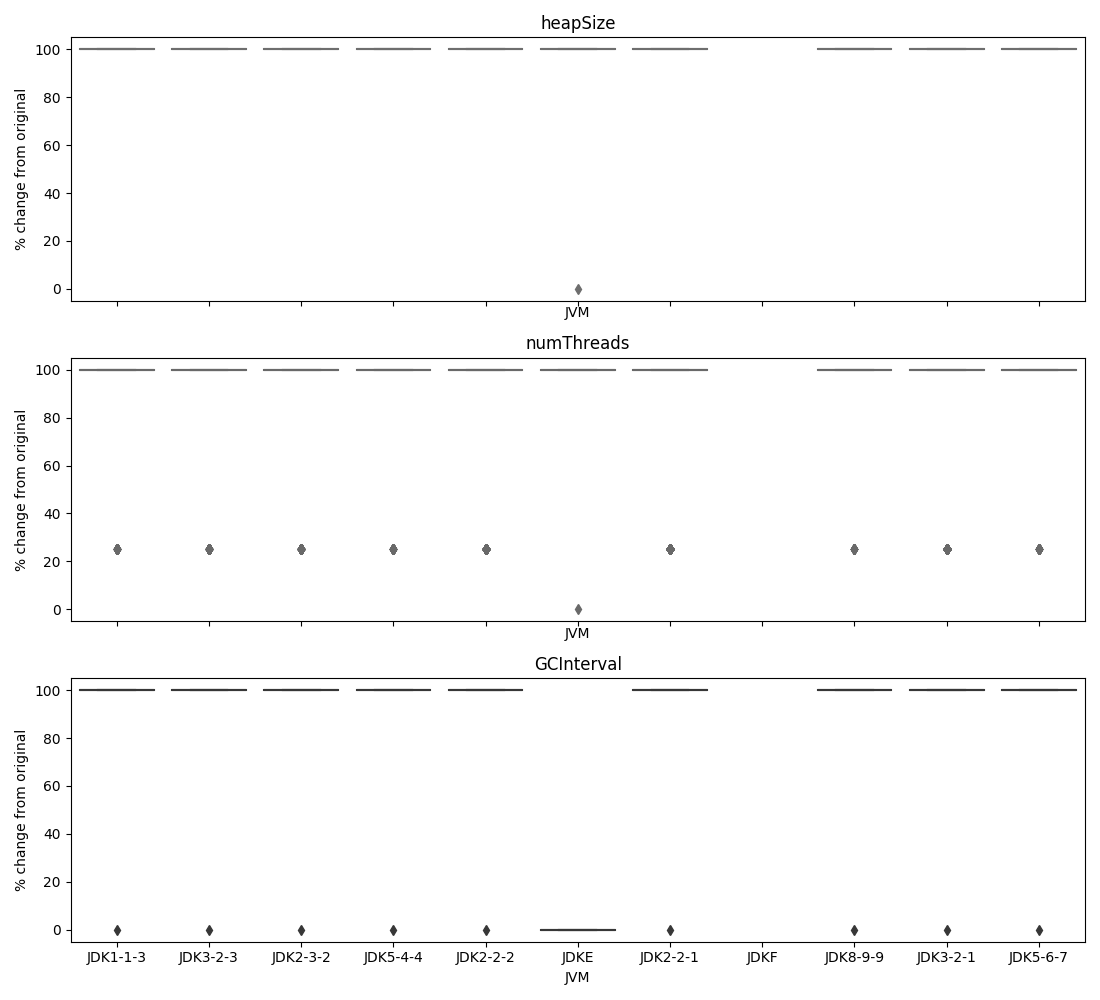 heapSize
% change from original
100
80
60
40
20
0
JVM
numThreads
% change from original
100
80
60
40
20
0
JVM
GCInterval
% change from original
100
80
60
40
20
0
JDK1-1-3 JDK3-2-3 JDK2-3-2 JDK5-4-4 JDK2-2-2 JDKE JDK2-2-1 JDKF JDK8-9-9 JDK3-2-1 JDK5-6-7
JVM